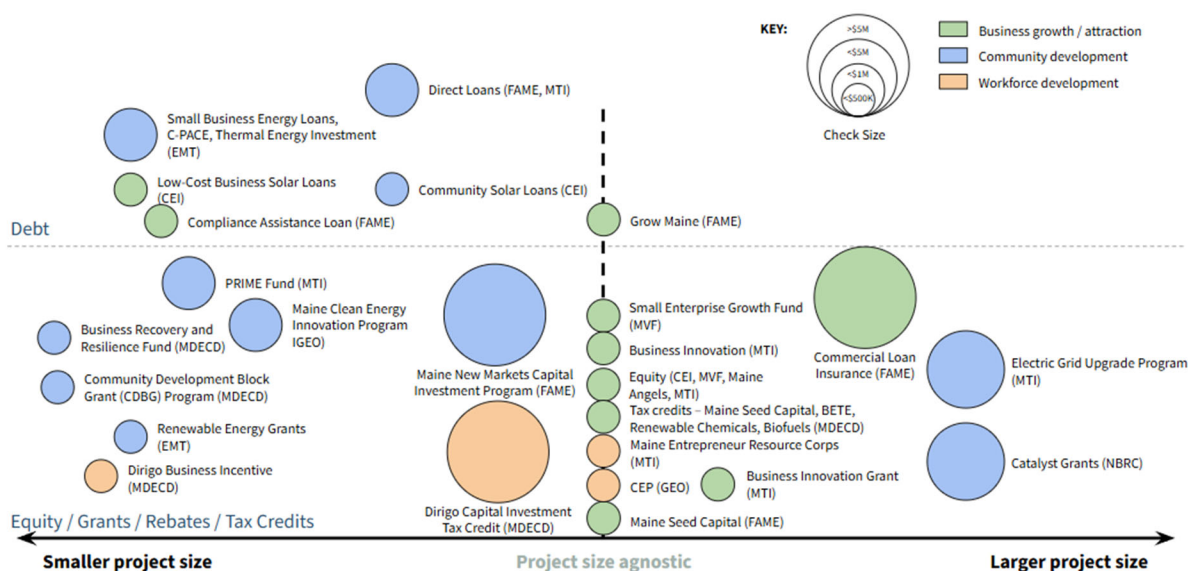 KEY:
>$5M
<$5M
<$1M
<$500K
Check Size
Business growth / attraction
Community development
Workforce development
Direct Loans (FAME, MTI)
Small Business Energy Loans,
C-PACE, Thermal Energy Investment
(EMT)
Low-Cost Business Solar Loans
(CEI)
Community Solar Loans (CEI)
Compliance Assistance Loan (FAME)
Grow Maine (FAME)
Debt
PRIME Fund (MTI)
Maine Clean Energy
Innovation Program
IGEO)
Business Recovery and
Resilience Fund (MDECD)
Community Development Block
Grant (CDBG) Program (MDECD)
Renewable Energy Grants
(EMT)
Dirigo Business Incentive
(MDECD)
Maine New Markets Capital
Investment Program (FAME)
Dirigo Capital Investment
Tax Credit (MDECD)
Small Enterprise Growth Fund
(MVF)
Business Innovation (MTI)
Equity (CEI, MVF, Maine
Angels, MTI)
Tax credits – Maine Seed Capital, BETE,
Renewable Chemicals, Biofuels (MDECD)
Maine Entrepreneur Resource Corps
(MTI)
CEP (GEO)
Business Innovation Grant
(MTI)
Maine Seed Capital (FAME)
Commercial Loan
Insurance (FAME)
Electric Grid Upgrade Program
(MTI)
Catalyst Grants (NBRC)
Equity / Grants / Rebates / Tax Credits
Smaller project size
Project size agnostic
Larger project size